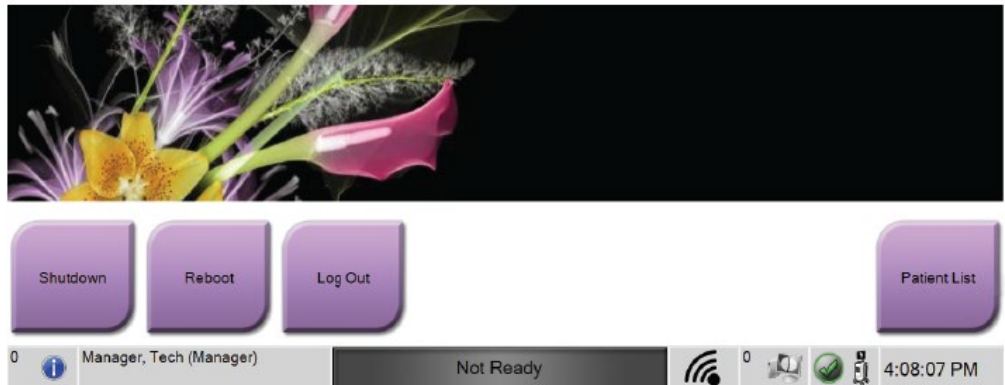 Shutdown
Reboot
Log Out
Patient List
0
Manager, Tech (Manager)
Not Ready
0
4:08:07 PM